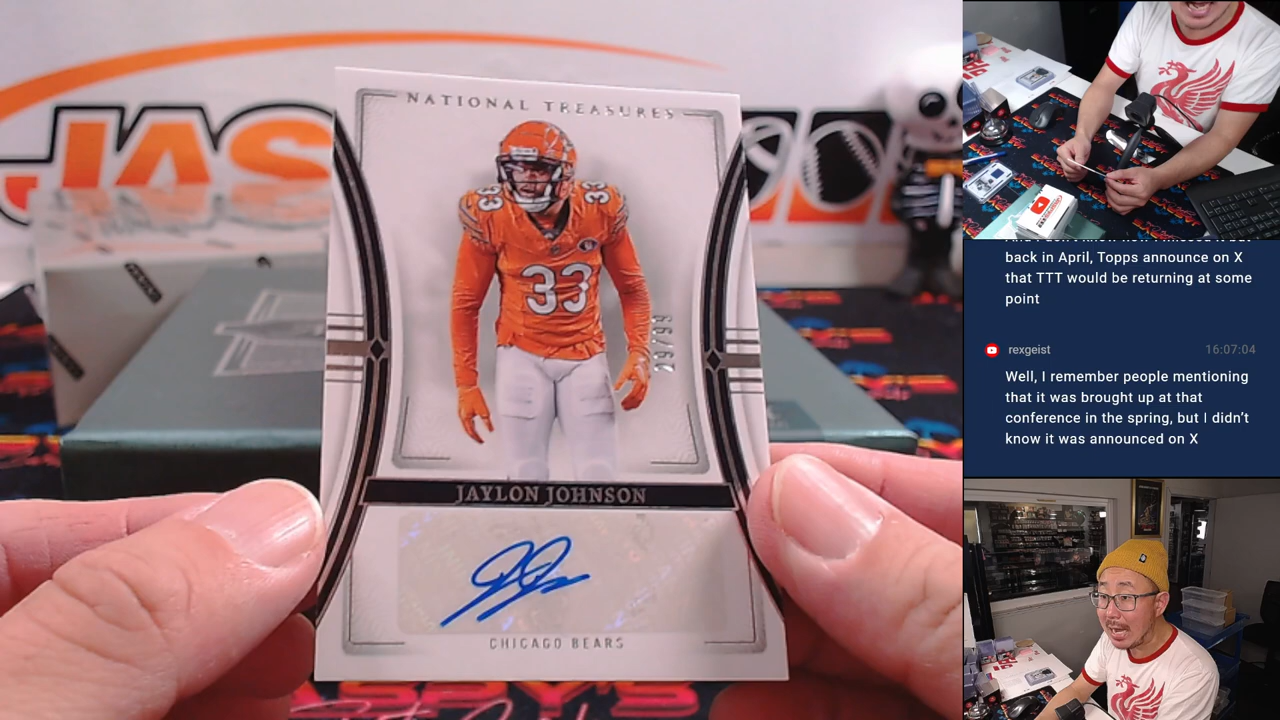 NATIONAL TREASURES
JAS
33
33
33
29/99
JAYLON JOHNSON
CHICAGO BEARS
back in April, Topps announce on X
that TTT would be returning at some
point
rexgeist 16:07:04
Well, I remember people mentioning
that it was brought up at that
conference in the spring, but I didn't
know it was announced on X